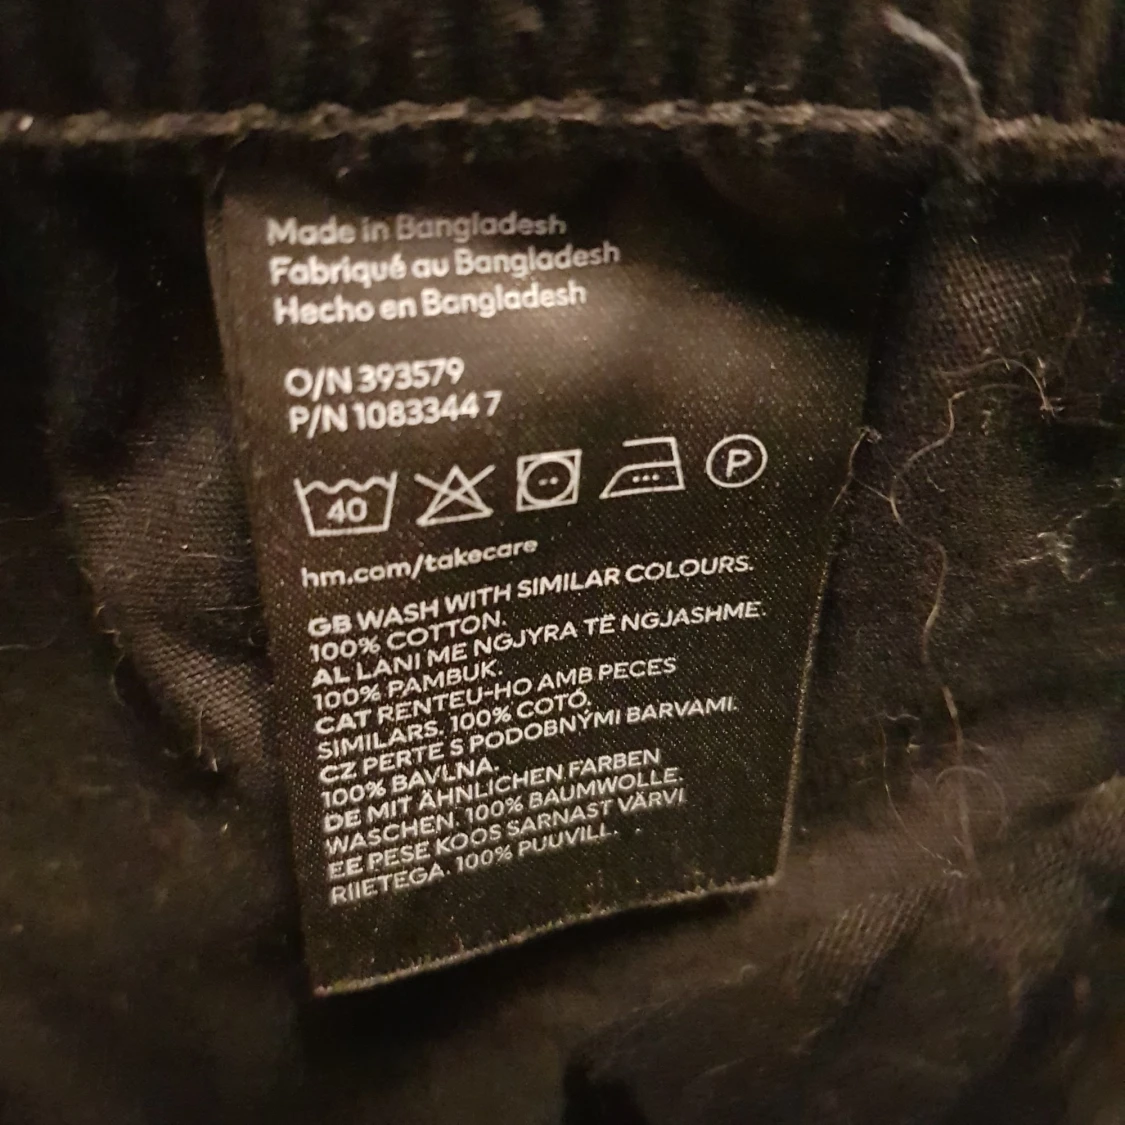 Made in Bangladesh
Fabriqué au Bangladesh
Hecho en Bangladesh
O/N 393579
P/N 10833447
40
P
hm.com/takecare
GB WASH WITH SIMILAR COLOURS.
100% COTTON.
AL LANI ME NGJYRA TË NGJASHME.
100% PAMBUK.
CAT RENTEU-HO AMB PECES
SIMILARS. 100% COTÓ.
CZ PERTE S PODOBNÝMI BARVAMI.
100% BAVLNA.
DE MIT ÄHNLICHEN FARBEN
WASCHEN. 100% BAUMWOLLE.
EE PESE KOOS SARNAST VÄRVI
RIIETEGA. 100% PUUVILL.